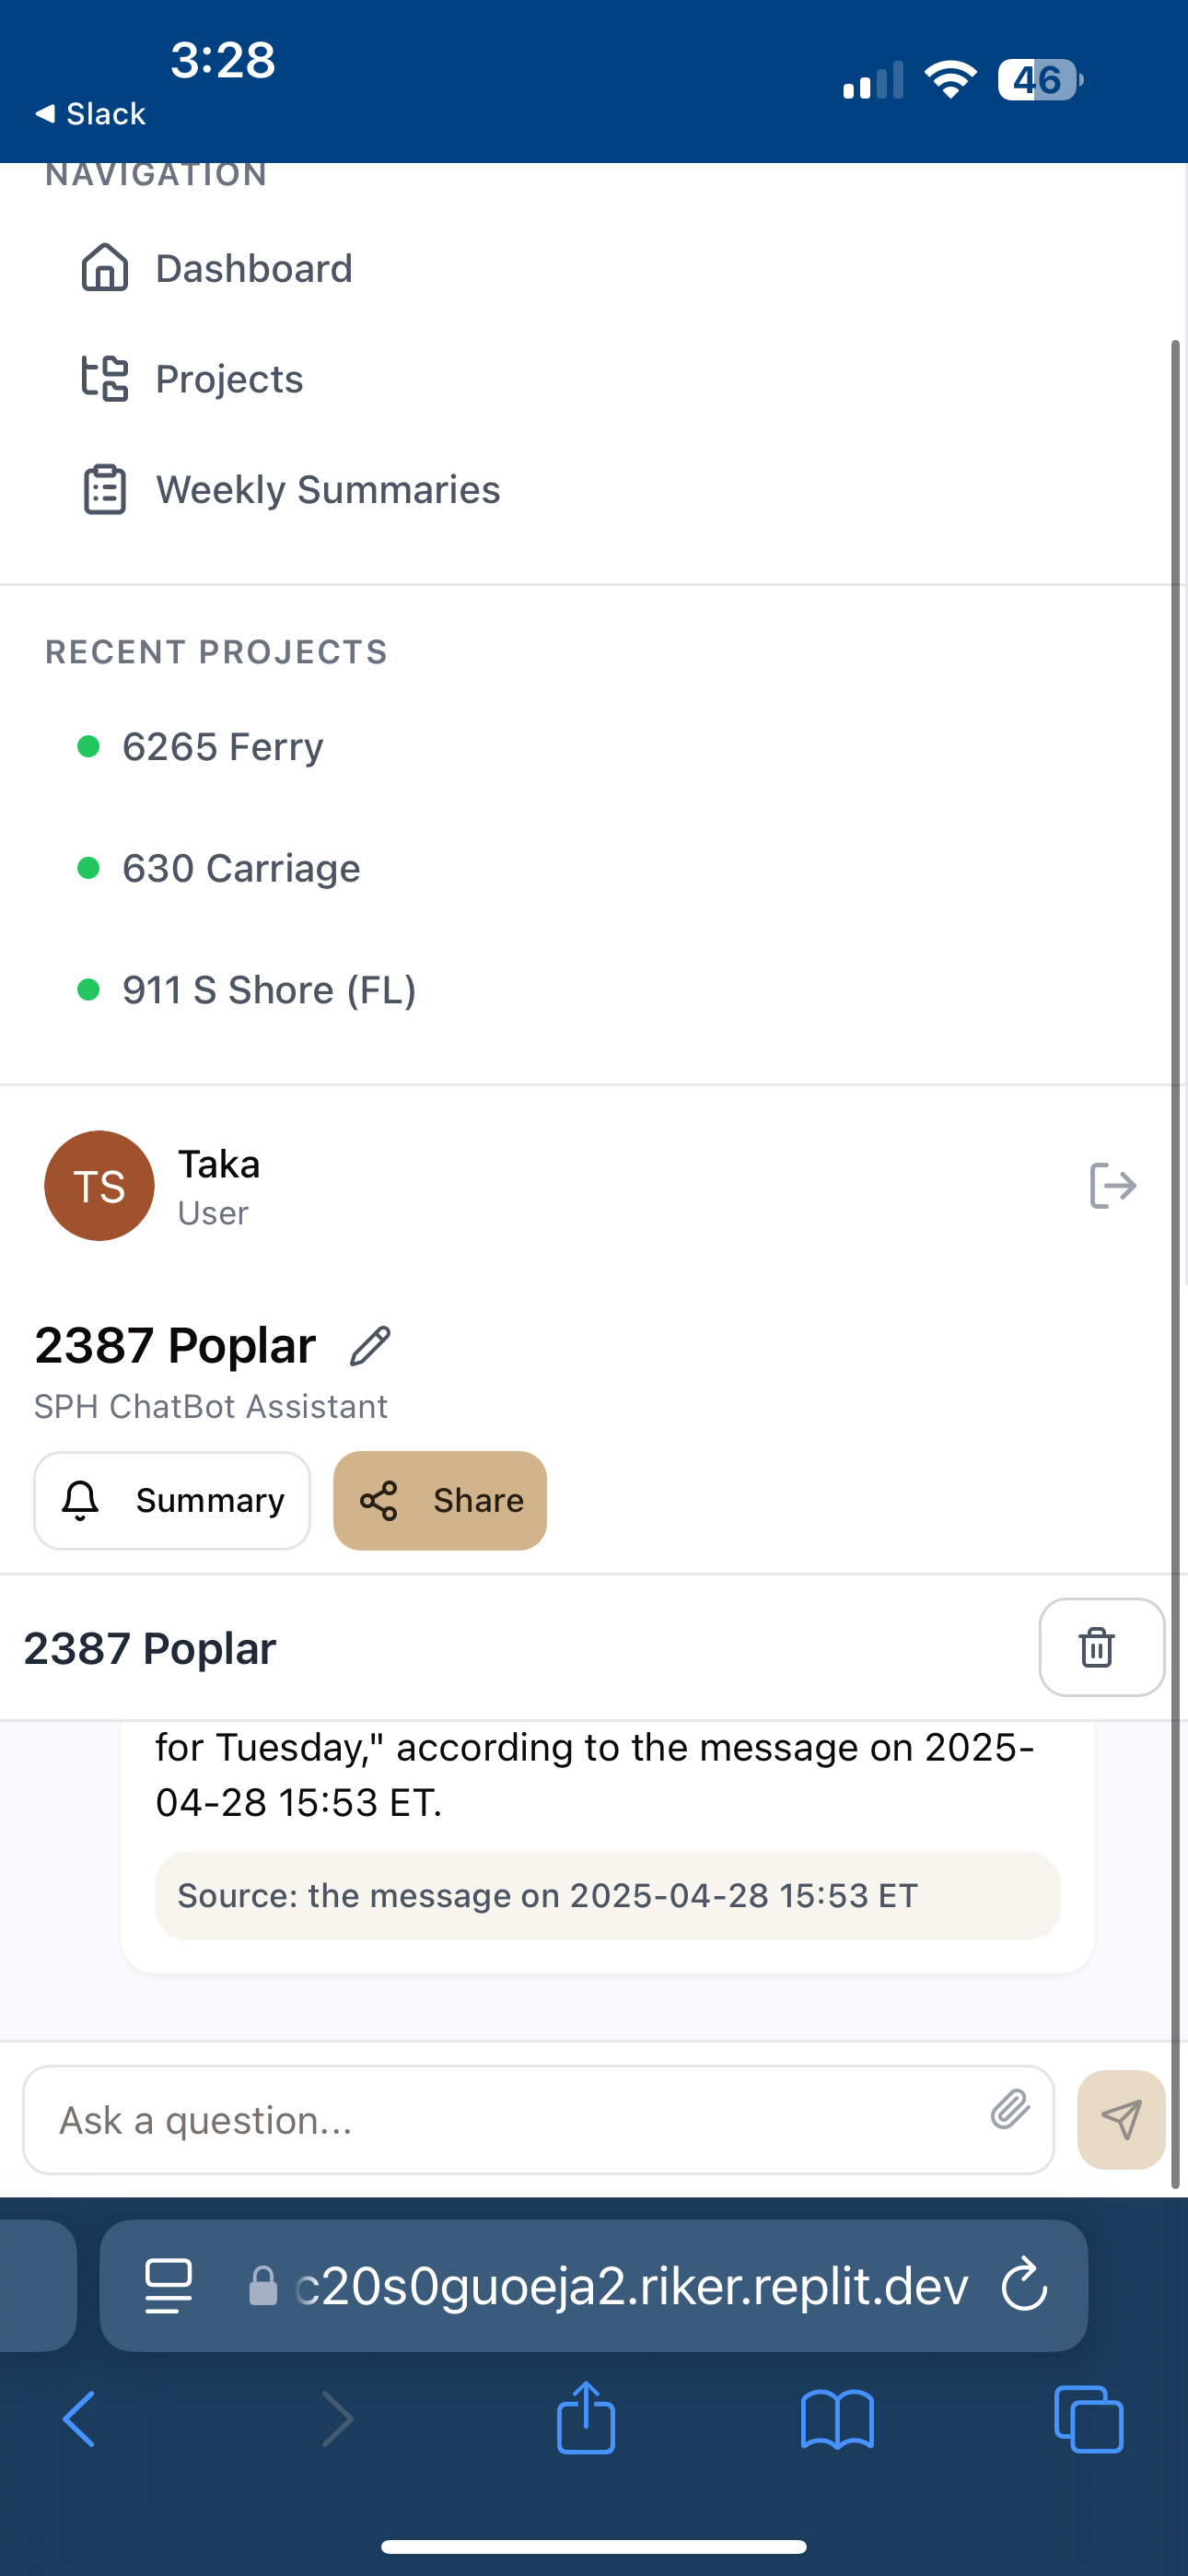 3:28
46
Slack
NAVIGATION
Dashboard
Projects
Weekly Summaries
RECENT PROJECTS
6265 Ferry
630 Carriage
911 S Shore (FL)
TS
Taka
User
2387 Poplar
SPH ChatBot Assistant
Summary
Share
2387 Poplar
for Tuesday," according to the message on 2025-
04-28 15:53 ET.
Source: the message on 2025-04-28 15:53 ET
Ask a question...
c20s0guoeja2.riker.replit.dev